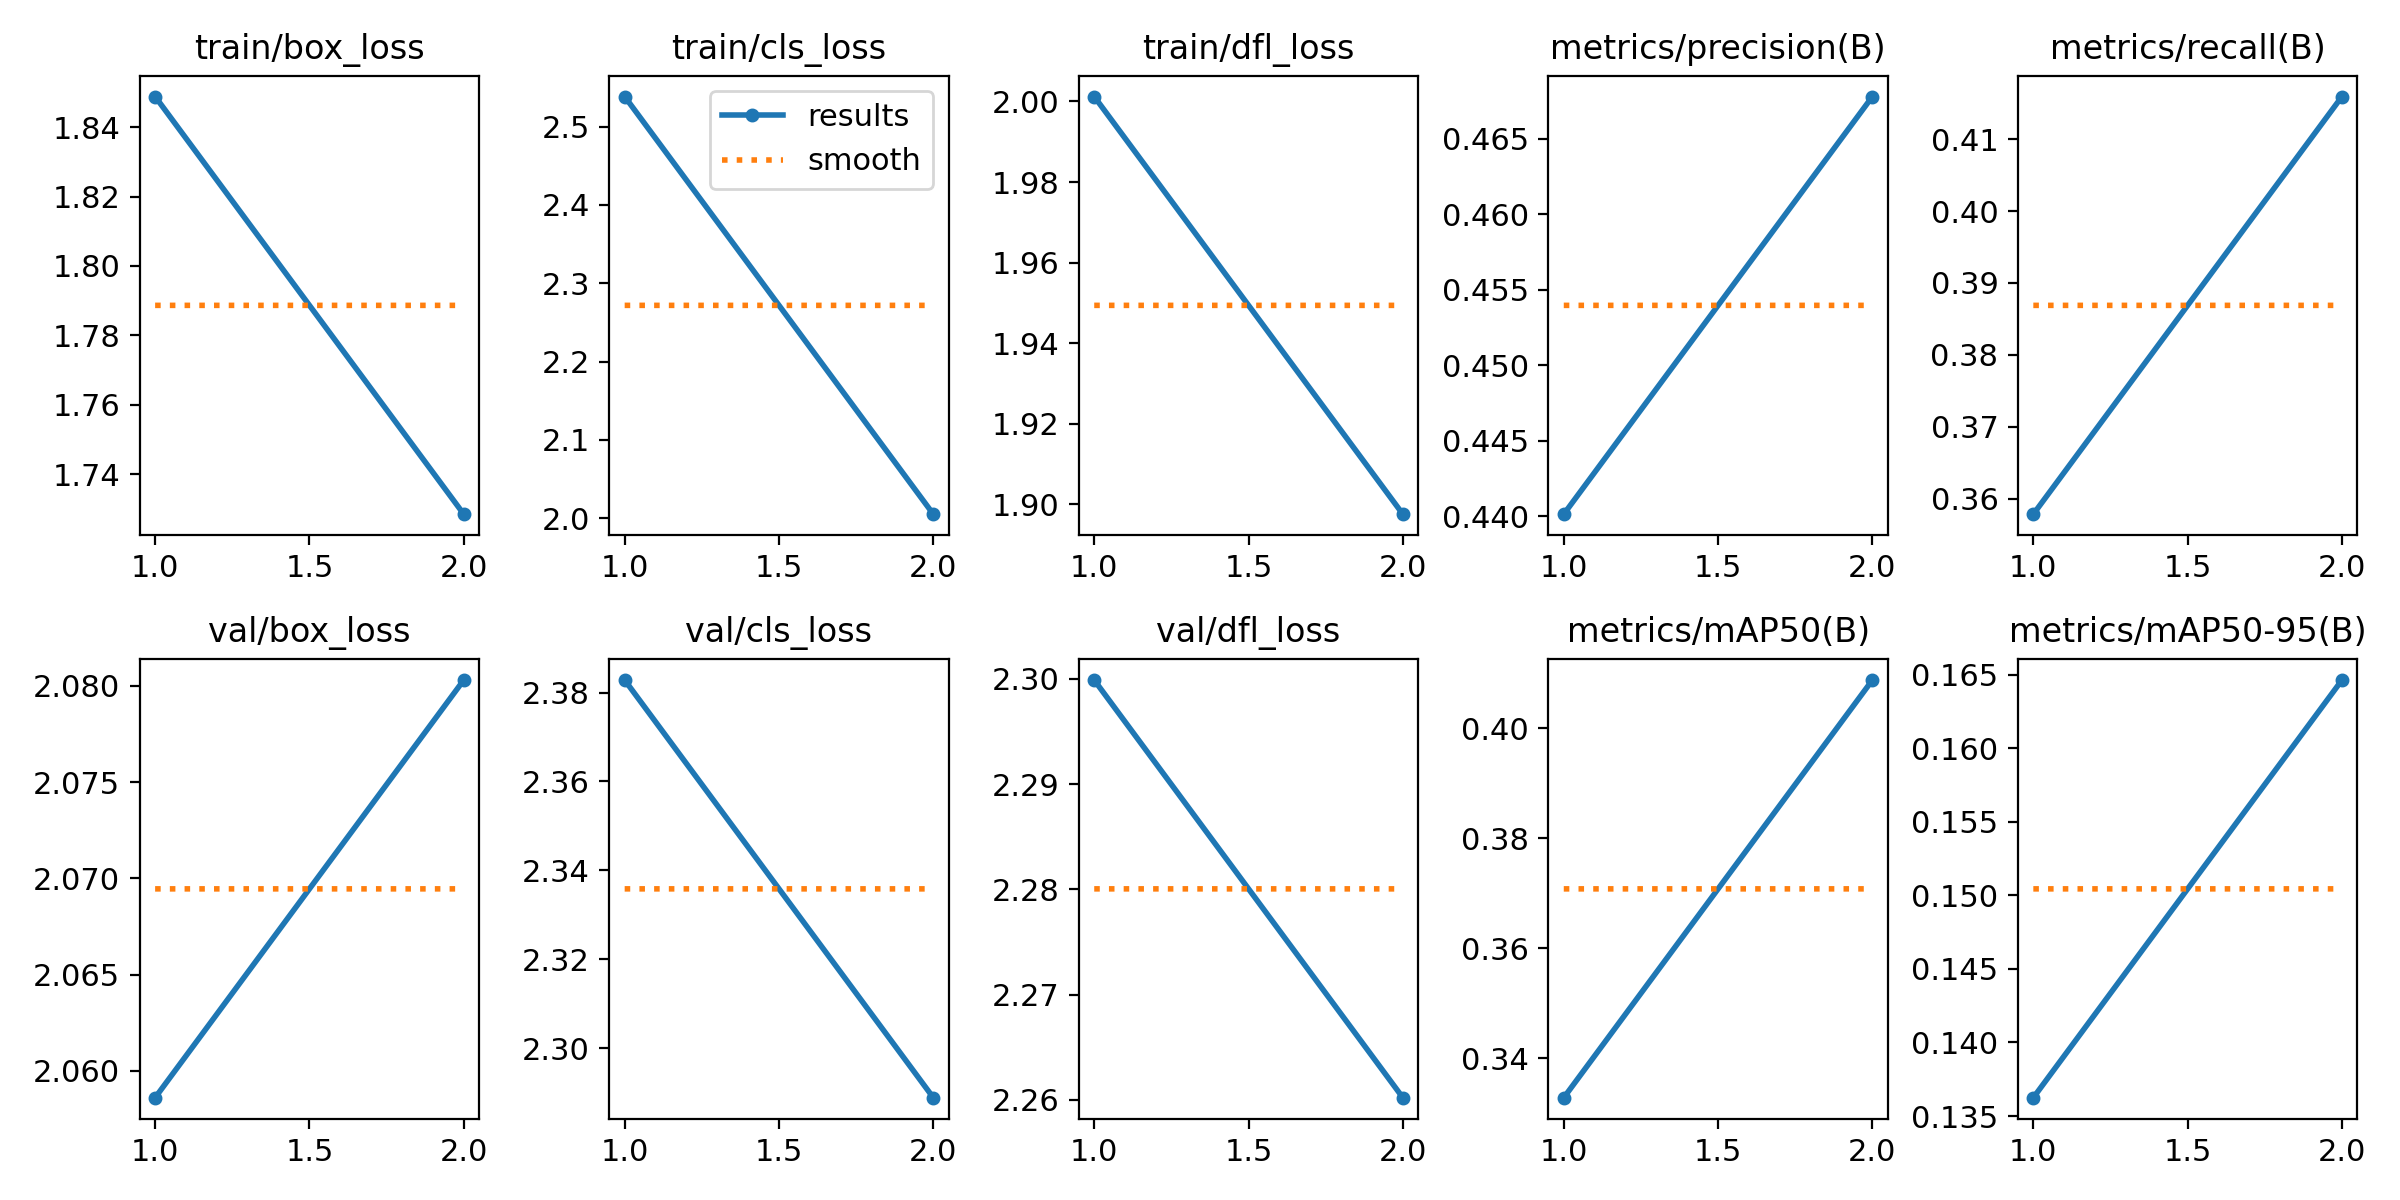 train/box_loss
1.84
1.82
1.80
1.78
1.76
1.74
1.0 1.5 2.0
train/cls_loss
results
smooth
2.5
2.4
2.3
2.2
2.1
2.0
1.0 1.5 2.0
train/dfl_loss
2.00
1.98
1.96
1.94
1.92
1.90
1.0 1.5 2.0
metrics/precision(B)
0.465
0.460
0.455
0.450
0.445
0.440
1.0 1.5 2.0
metrics/recall(B)
0.41
0.40
0.39
0.38
0.37
0.36
1.0 1.5 2.0
val/box_loss
2.080
2.075
2.070
2.065
2.060
1.0 1.5 2.0
val/cls_loss
2.38
2.36
2.34
2.32
2.30
1.0 1.5 2.0
val/dfl_loss
2.30
2.29
2.28
2.27
2.26
1.0 1.5 2.0
metrics/mAP50(B)
0.40
0.38
0.36
0.34
1.0 1.5 2.0
metrics/mAP50-95(B)
0.165
0.160
0.155
0.150
0.145
0.140
0.135
1.0 1.5 2.0